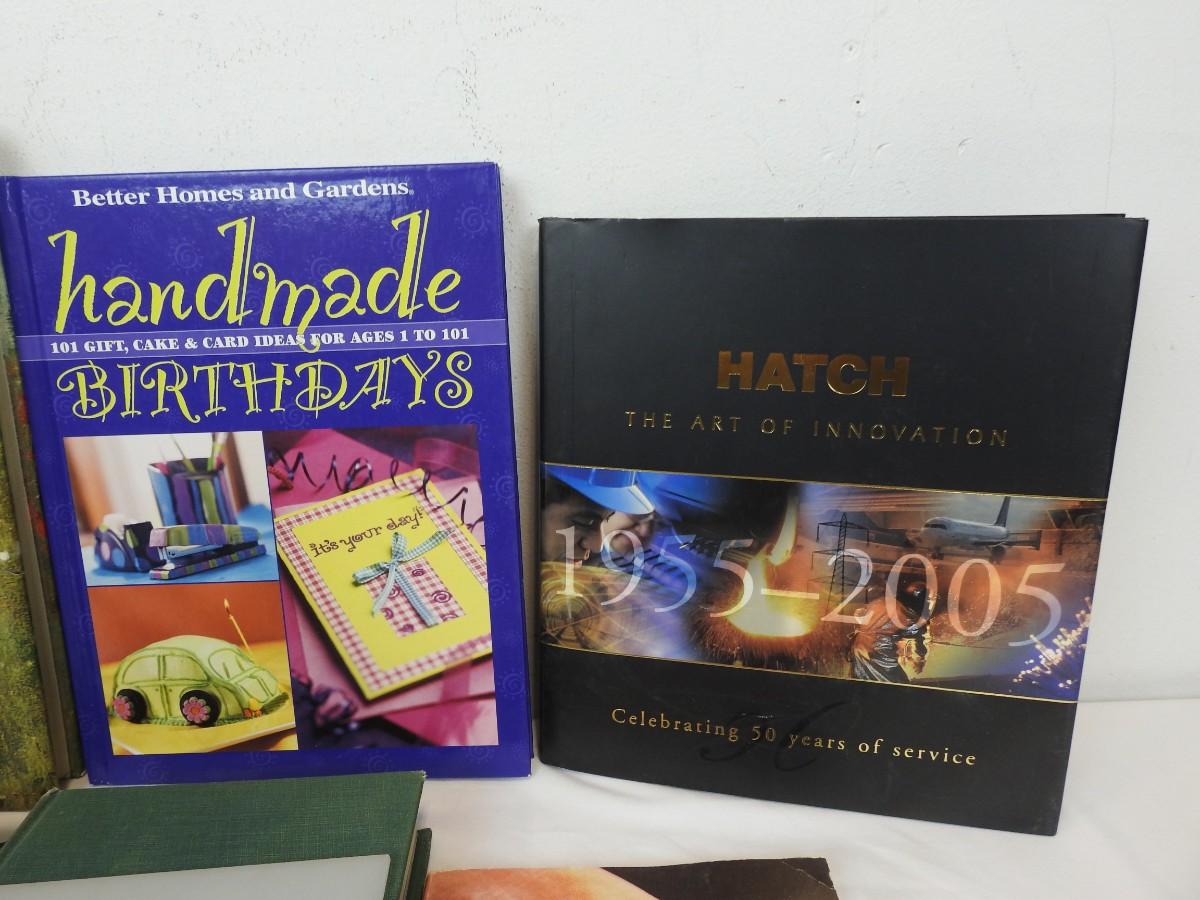 Better Homes and Gardens®
handmade
101 GIFT, CAKE & CARD IDEAS FOR AGES 1 TO 101
BIRTHDAYS
it's your day!
HATCH
THE ART OF INNOVATION
1955–2005
Celebrating 50 years of service